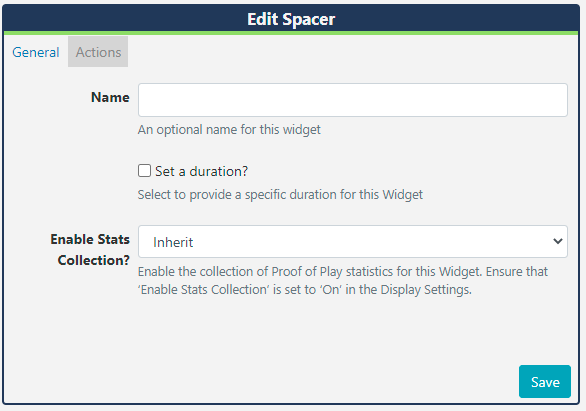 Edit Spacer
General Actions
Name
An optional name for this widget
Set a duration?
Select to provide a specific duration for this Widget
Enable Stats Collection?
Inherit
Enable the collection of Proof of Play statistics for this Widget. Ensure that
‘Enable Stats Collection’ is set to ‘On’ in the Display Settings.
Save